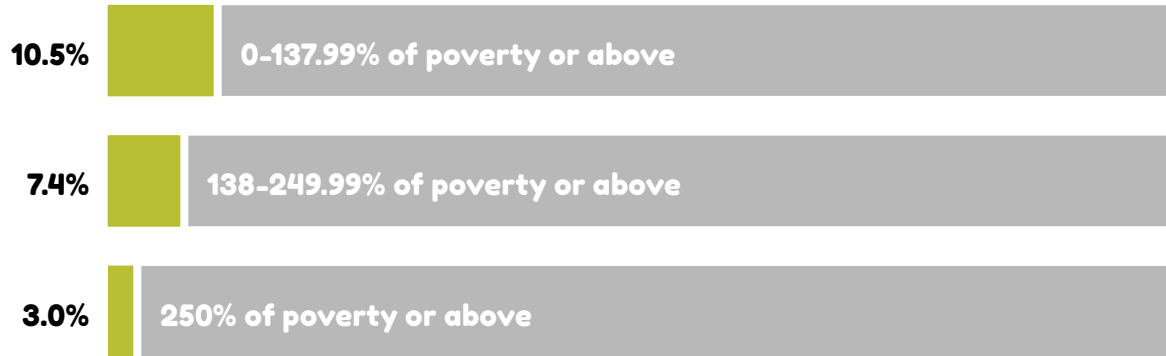 10.5% 0-137.99% of poverty or above
7.4% 138-249.99% of poverty or above
3.0% 250% of poverty or above